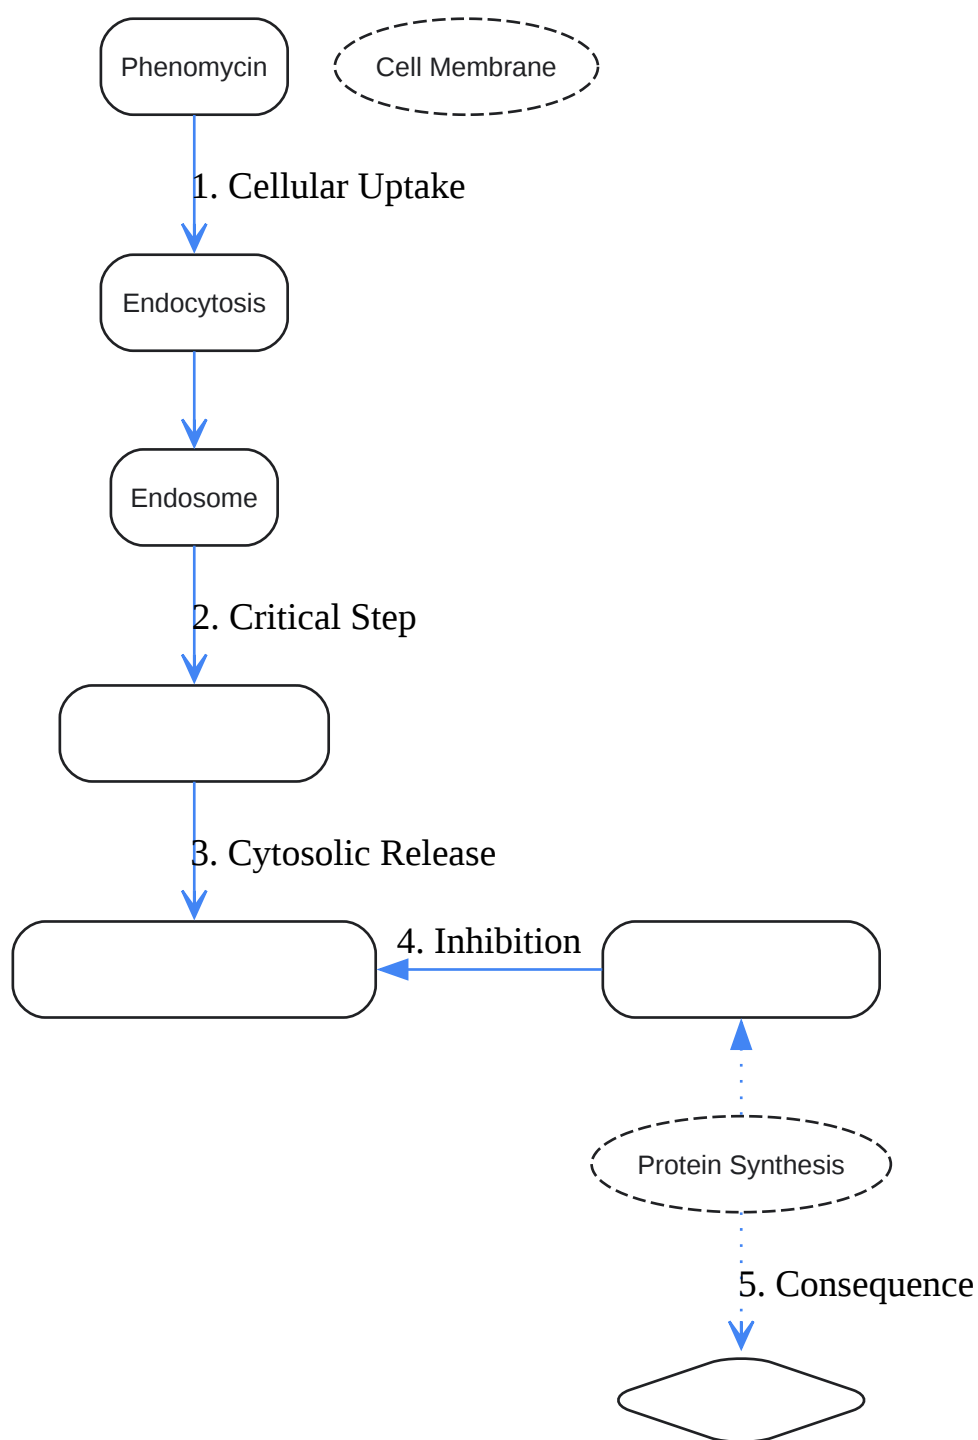 Phenomycin
Cell Membrane
1. Cellular Uptake
Endocytosis
Endosome
2. Critical Step
3. Cytosolic Release
4. Inhibition
Protein Synthesis
5. Consequence